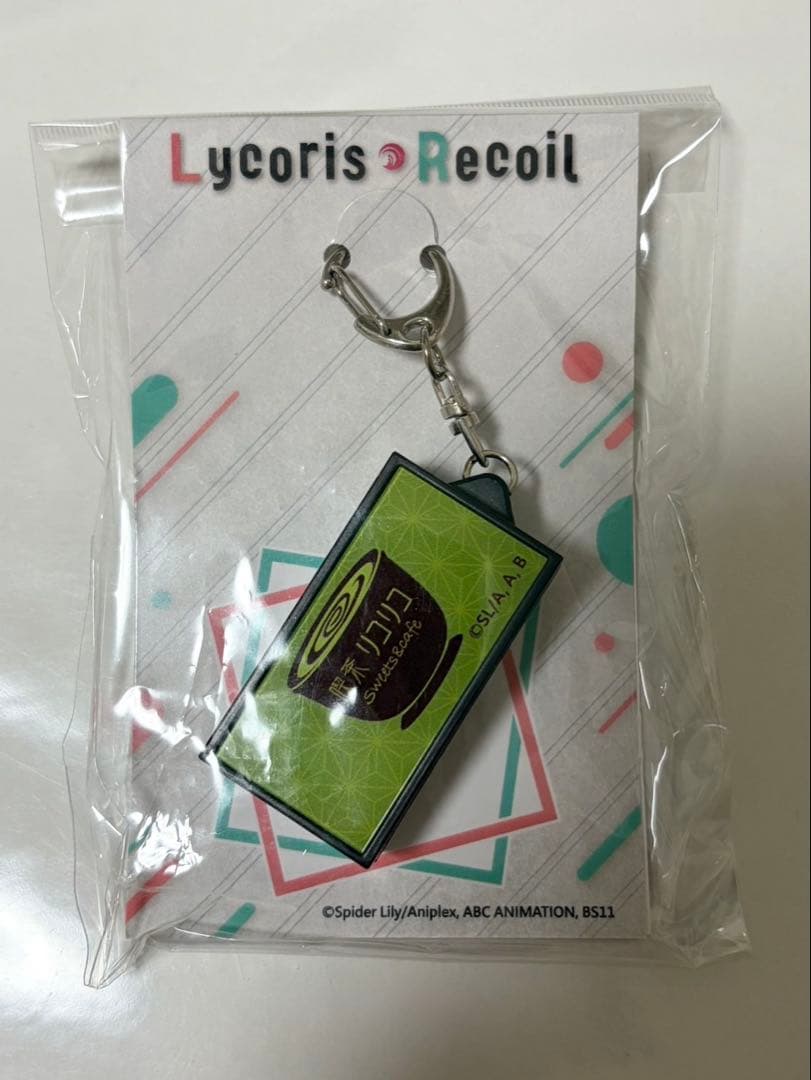 Lycoris Recoil
喫茶 リコリコ
Sweets&cafe
©SL/A, A, B
©Spider Lily/Aniplex, ABC ANIMATION, BS11